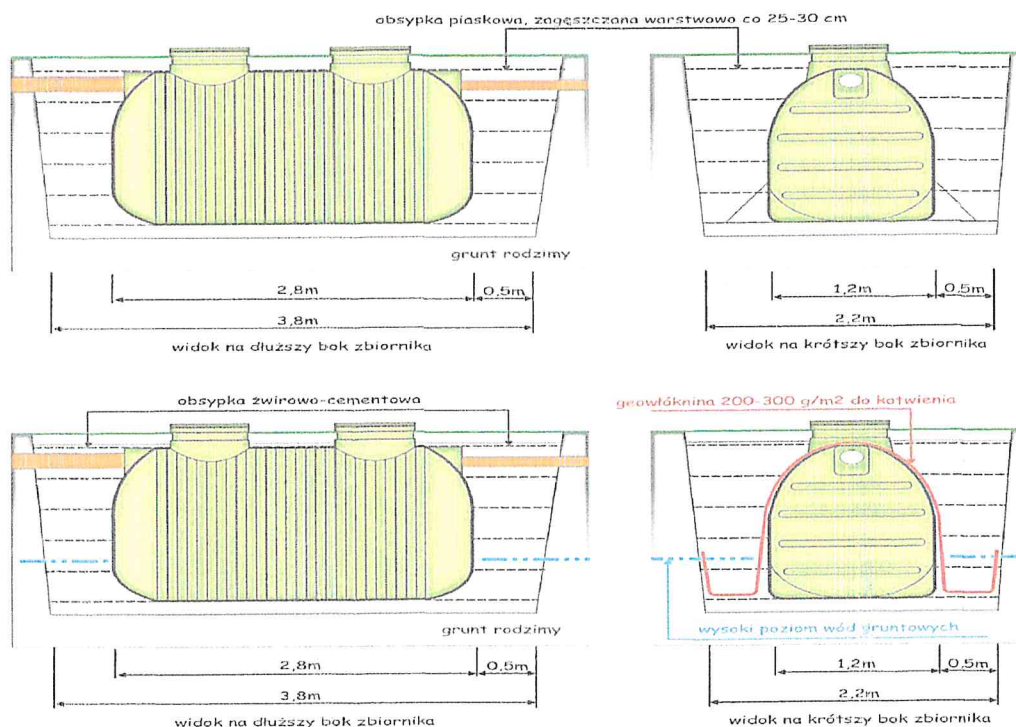 obsypka piaskowa, zagęszczana warstwowo co 25-30 cm
grunt rodzimy
2,8m
0,5m
3,8m
widok na dłuższy bok zbiornika
1,2m
0,5m
2,2m
widok na krótszy bok zbiornika
obsypka żwirowo-cementowa
geowłóknina 200-300 g/m2 do kotwienia
grunt rodzimy
wysoki poziom wód gruntowych
2,8m
0,5m
3,8m
widok na dłuższy bok zbiornika
1,2m
0,5m
2,2m
widok na krótszy bok zbiornika